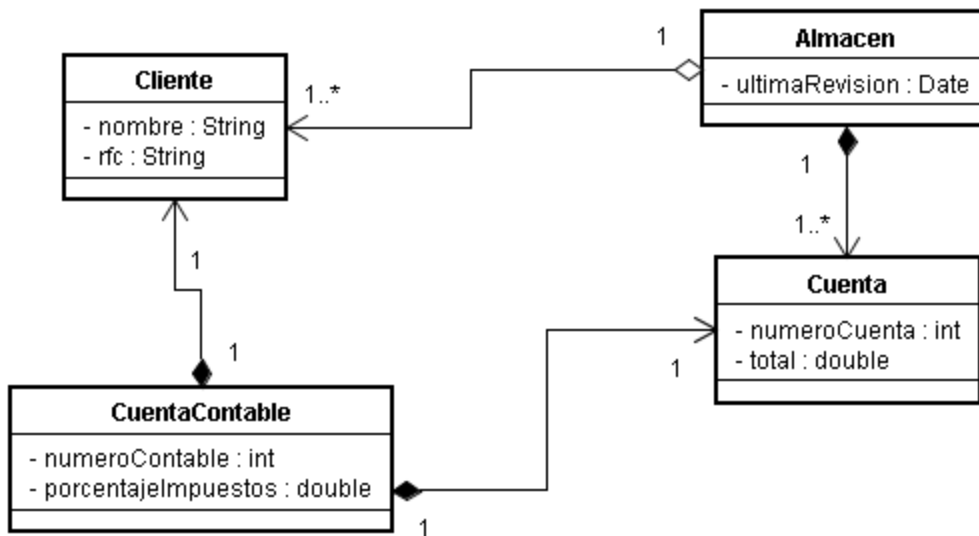 1
Almacen
- ultimaRevision : Date
Cliente
1..*
- nombre : String
- rfc : String
1
1..*
1
Cuenta
- numeroCuenta : int
- total : double
1
1
CuentaContable
- numeroContable : int
- porcentajeImpuestos : double
1